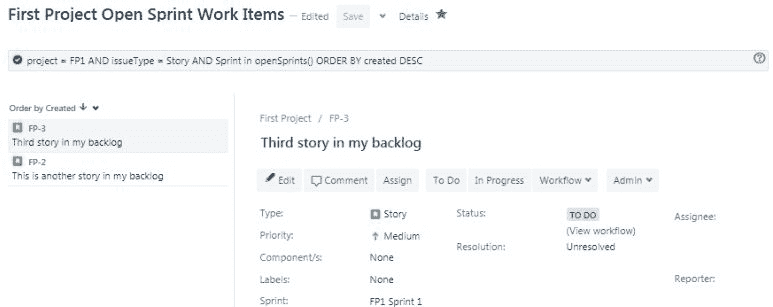 First Project Open Sprint Work Items — Edited Save Details
project = FP1 AND issueType = Story AND Sprint in openSprints() ORDER BY created DESC
Order by Created
FP-3
Third story in my backlog
FP-2
This is another story in my backlog
First Project / FP-3
Third story in my backlog
Edit Comment Assign To Do In Progress Workflow Admin
Type: Story Status: TO DO Assignee:
(View workflow)
Priority: Medium
Resolution: Unresolved
Component/s: None
Labels: None Reporter:
Sprint: FP1 Sprint 1